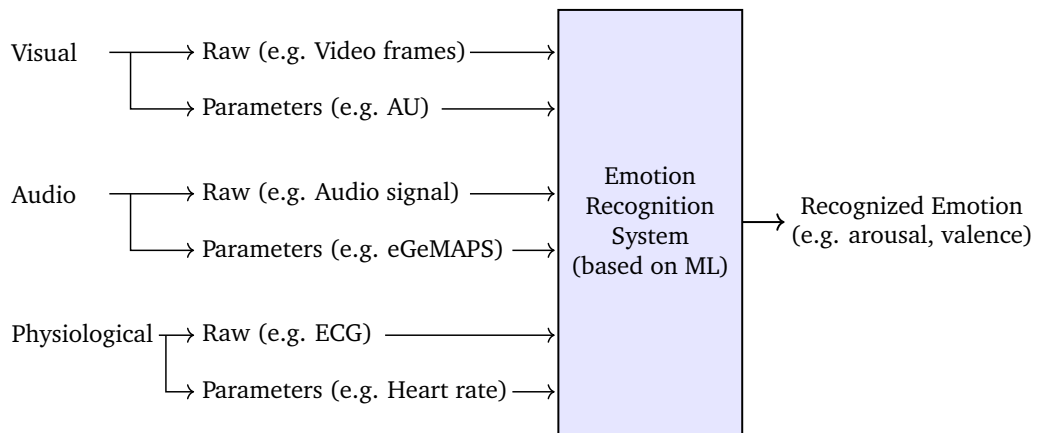 Visual
Raw (e.g. Video frames)
Parameters (e.g. AU)
Audio
Raw (e.g. Audio signal)
Parameters (e.g. eGeMAPS)
Physiological
Raw (e.g. ECG)
Parameters (e.g. Heart rate)
Emotion
Recognition
System
(based on ML)
Recognized Emotion
(e.g. arousal, valence)